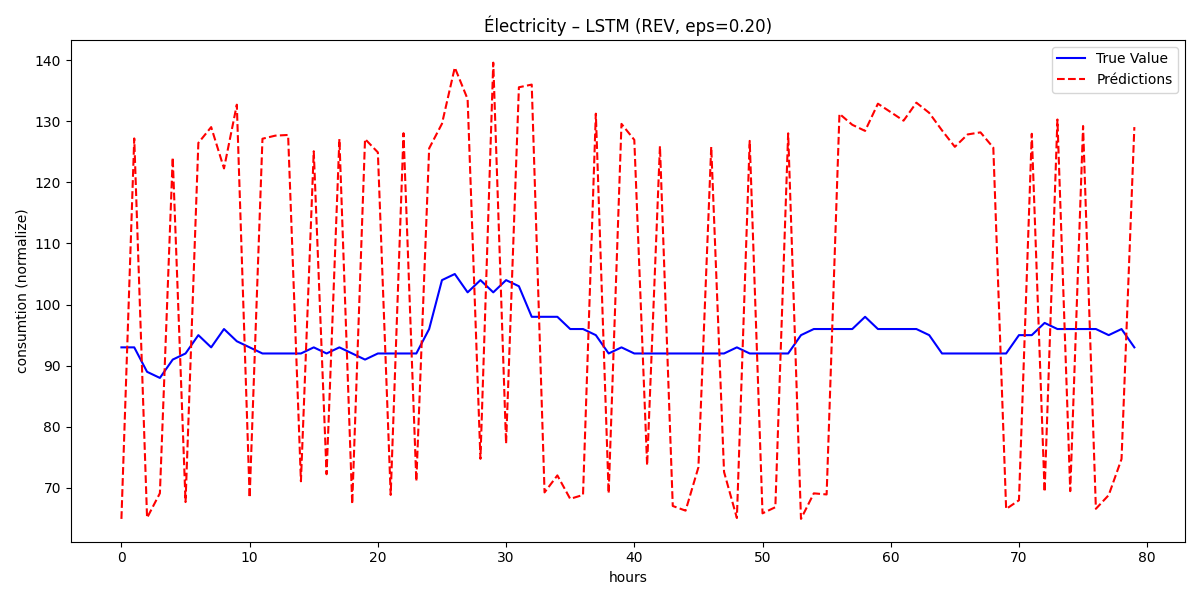 Électricity – LSTM (REV, eps=0.20)
True Value
Prédictions
consumtion (normalize)
140
130
120
110
100
90
80
70
0 10 20 30 40 50 60 70 80
hours